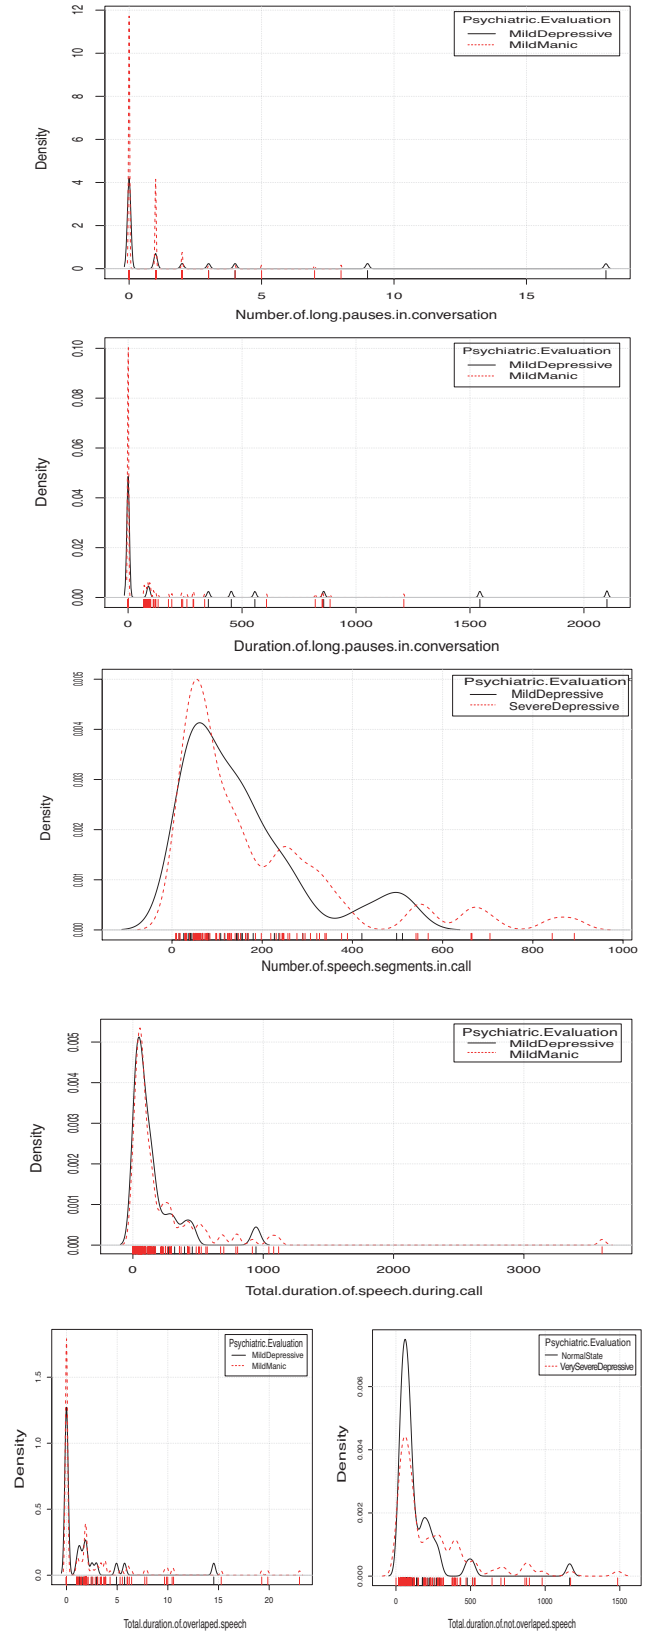 Psychiatric.Evaluation
MildDepressive
MildManic
Density
0 2 4 6 8 10 12
0 5 10 15
Number.of.long.pauses.in.conversation
Psychiatric.Evaluation
MildDepressive
MildManic
Density
0.00 0.02 0.04 0.06 0.08 0.10
0 500 1000 1500 2000
Duration.of.long.pauses.in.conversation
Psychiatric.Evaluation
MildDepressive
SevereDepressive
Density
0.000 0.001 0.002 0.003 0.004 0.005
0 200 400 600 800 1000
Number.of.speech.segments.in.call
Psychiatric.Evaluation
MildDepressive
MildManic
Density
0.000 0.001 0.002 0.003 0.004 0.005
0 1000 2000 3000
Total.duration.of.speech.during.call
Psychiatric.Evaluation
MildDepressive
MildManic
Density
0.0 0.5 1.0 1.5
0 5 10 15 20
Total.duration.of.overlaped.speech
Psychiatric.Evaluation
NormalState
VerySevereDepressive
Density
0.000 0.002 0.004 0.006
0 500 1000 1500
Total.duration.of.not.overlaped.speech